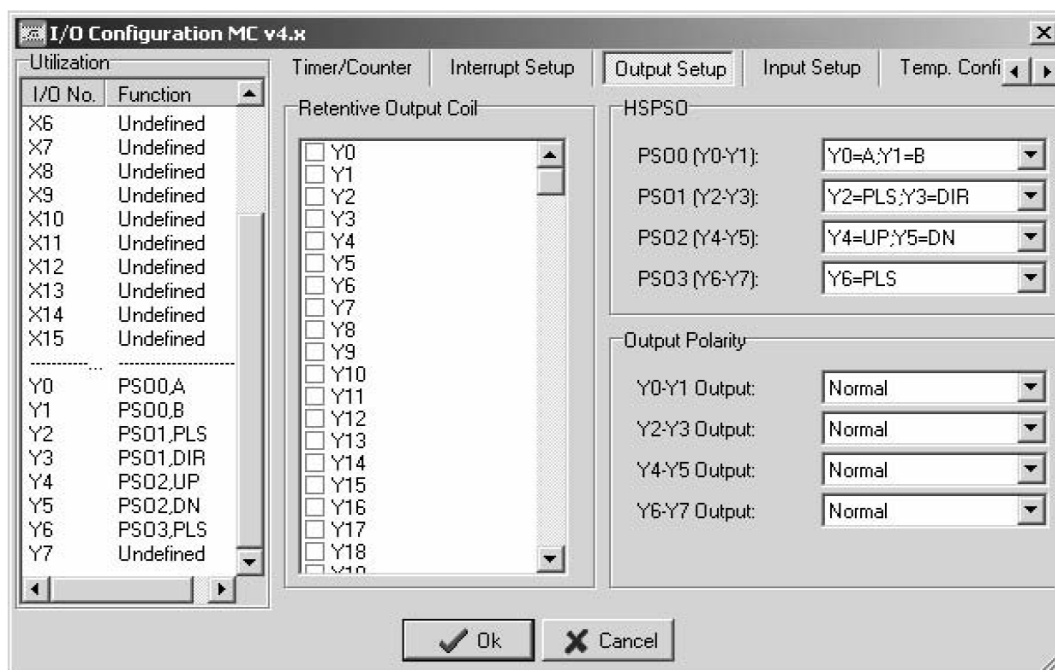 I/O Configuration MC v4.x
Utilization
I/O No. Function
X6 Undefined
X7 Undefined
X8 Undefined
X9 Undefined
X10 Undefined
X11 Undefined
X12 Undefined
X13 Undefined
X14 Undefined
X15 Undefined
-----------... --------------------
Y0 PSO0,A
Y1 PSO0,B
Y2 PSO1,PLS
Y3 PSO1,DIR
Y4 PSO2,UP
Y5 PSO2,DN
Y6 PSO3,PLS
Y7 Undefined
Timer/Counter Interrupt Setup Output Setup Input Setup Temp. Confi
Retentive Output Coil
Y0
Y1
Y2
Y3
Y4
Y5
Y6
Y7
Y8
Y9
Y10
Y11
Y12
Y13
Y14
Y15
Y16
Y17
Y18
Y19
HSPSO
PSO0 (Y0-Y1): Y0=A;Y1=B
PSO1 (Y2-Y3): Y2=PLS;Y3=DIR
PSO2 (Y4-Y5): Y4=UP;Y5=DN
PSO3 (Y6-Y7): Y6=PLS
Output Polarity
Y0-Y1 Output: Normal
Y2-Y3 Output: Normal
Y4-Y5 Output: Normal
Y6-Y7 Output: Normal
Ok Cancel